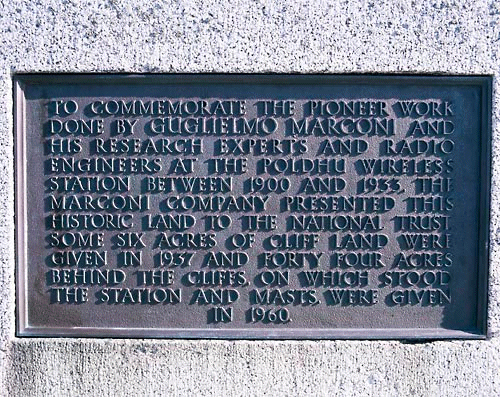 TO COMMEMORATE THE PIONEER WORK
DONE BY GUGLIELMO MARCONI AND
HIS RESEARCH EXPERTS AND RADIO
ENGINEERS AT THE POLDHU WIRELESS
STATION BETWEEN 1900 AND 1933, THE
MARCONI COMPANY PRESENTED THIS
HISTORIC LAND TO THE NATIONAL TRUST
SOME SIX ACRES OF CLIFF LAND WERE
GIVEN IN 1937 AND FORTY FOUR ACRES
BEHIND THE CLIFFS, ON WHICH STOOD
THE STATION AND MASTS, WERE GIVEN
IN 1960.